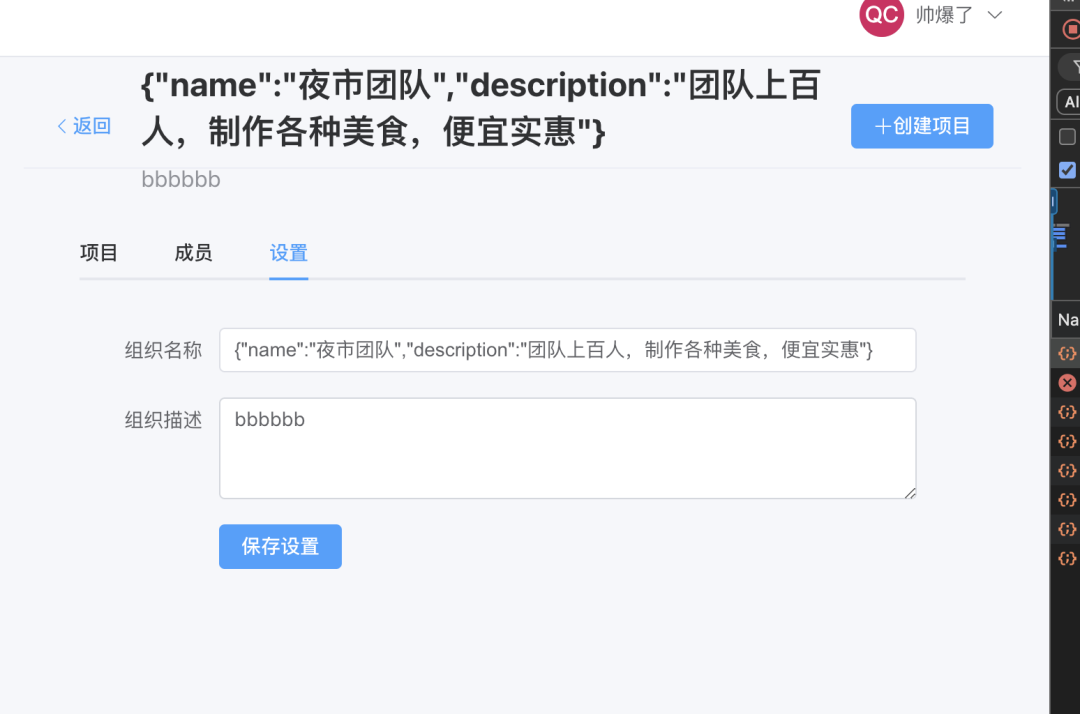 QC 帅爆了
{"name":"夜市团队","description":"团队上百
人，制作各种美食，便宜实惠"}
返回
+创建项目
bbbbbb
项目 成员 设置
组织名称 {"name":"夜市团队","description":"团队上百人，制作各种美食，便宜实惠"}
组织描述 bbbbbb
保存设置
Al
Na